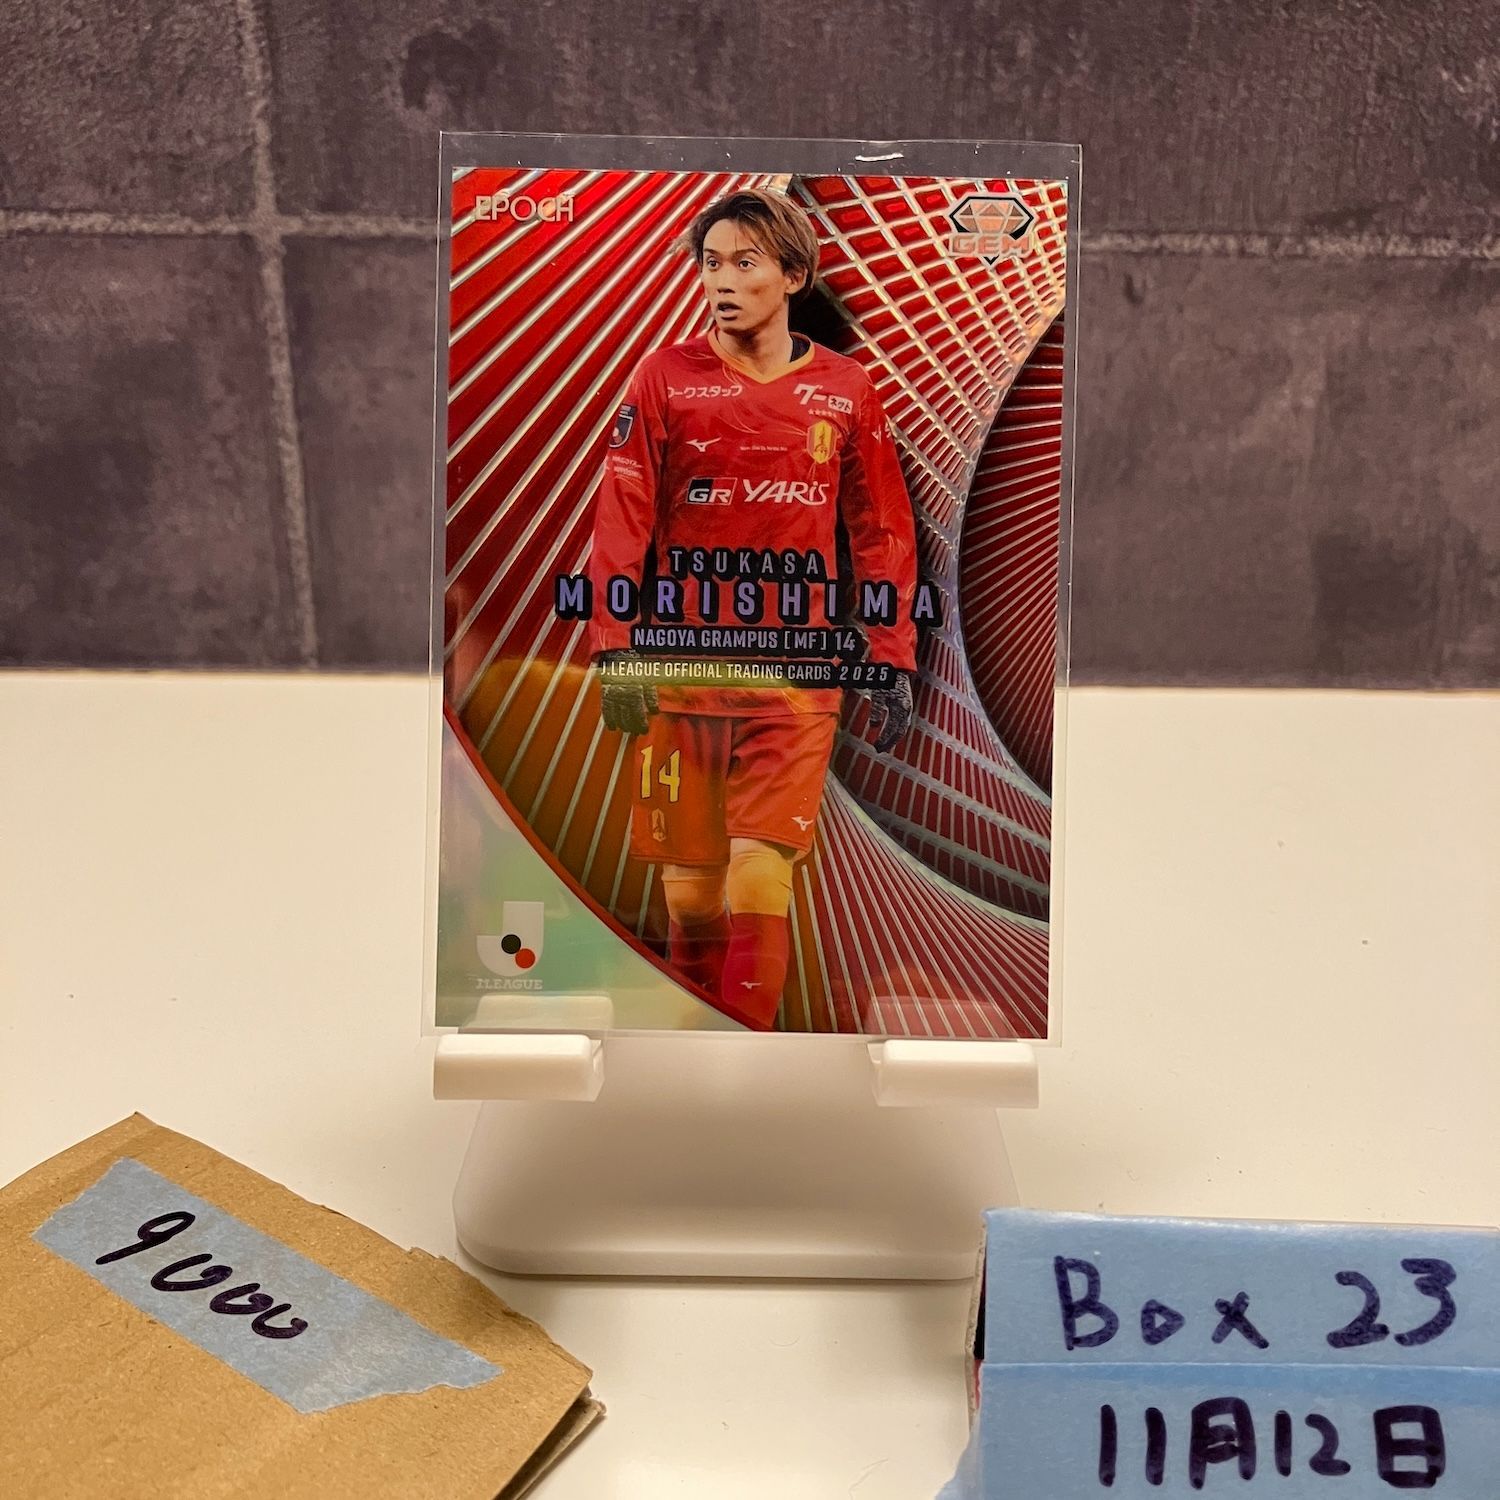 EPOCH
GEM
ワークスタッフ
グー
ネット
GR YARiS
TSUKASA
MORISHIMA
NAGOYA GRAMPUS [MF] 14
J.LEAGUE OFFICIAL TRADING CARDS 2025
14
J.LEAGUE
9000
Box 23
11月12日